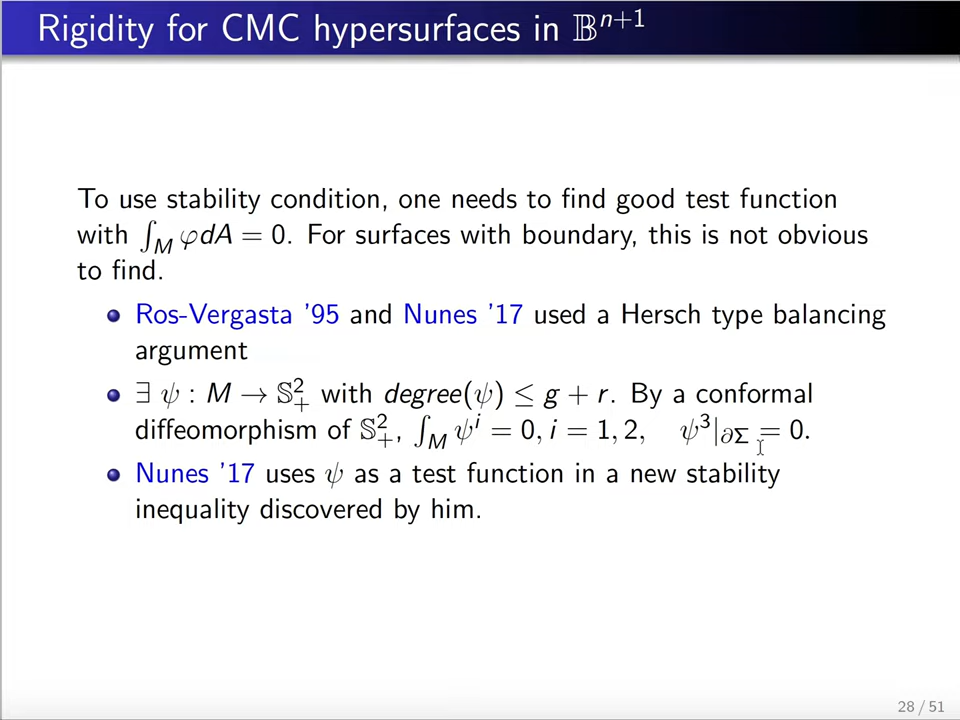 Rigidity for CMC hypersurfaces in 𝔹ⁿ⁺¹
To use stability condition, one needs to find good test function
with ∫_M φdA = 0. For surfaces with boundary, this is not obvious
to find.
Ros-Vergasta ’95 and Nunes ’17 used a Hersch type balancing
argument
∃ ψ : M → 𝕊²₊ with degree(ψ) ≤ g + r. By a conformal
diffeomorphism of 𝕊²₊, ∫_M ψⁱ = 0, i = 1, 2, ψ³|_∂Σ = 0.
Nunes ’17 uses ψ as a test function in a new stability
inequality discovered by him.
28 / 51